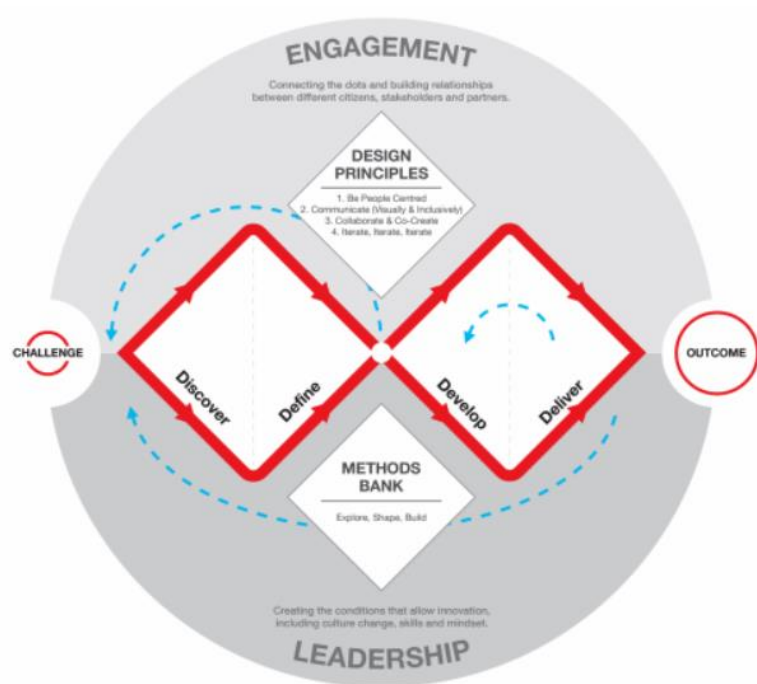 ENGAGEMENT
Connecting the dots and building relationships
between different citizens, stakeholders and partners.
DESIGN
PRINCIPLES
1. Be People Centred
2. Communicate (Visually & Inclusively)
3. Collaborate & Co-Create
4. Iterate, Iterate, Iterate
CHALLENGE
Discover
Define
Develop
Deliver
OUTCOME
METHODS
BANK
Explore, Shape, Build
Creating the conditions that allow innovation,
including culture change, skills and mindset.
LEADERSHIP